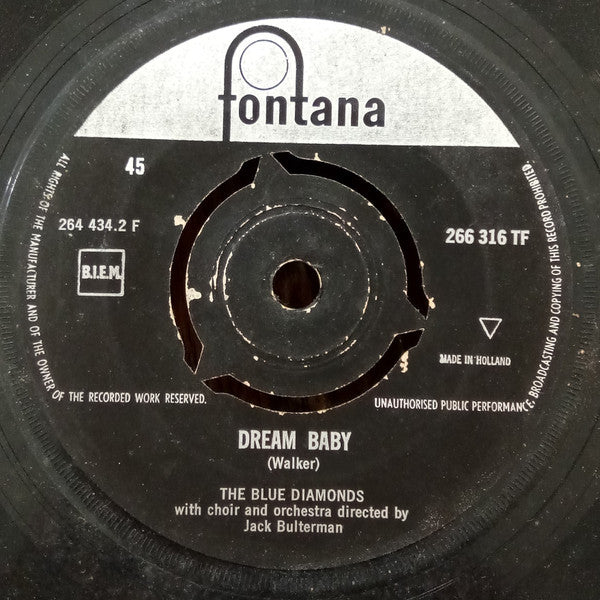 fontana
45
264 434.2 F
B.I.E.M.
266 316 TF
MADE IN HOLLAND
ALL RIGHTS OF THE MANUFACTURER AND OF THE OWNER OF THE RECORDED WORK RESERVED.
UNAUTHORISED PUBLIC PERFORMANCE, BROADCASTING AND COPYING OF THIS RECORD PROHIBITED.
DREAM BABY
(Walker)
THE BLUE DIAMONDS
with choir and orchestra directed by
Jack Bulterman